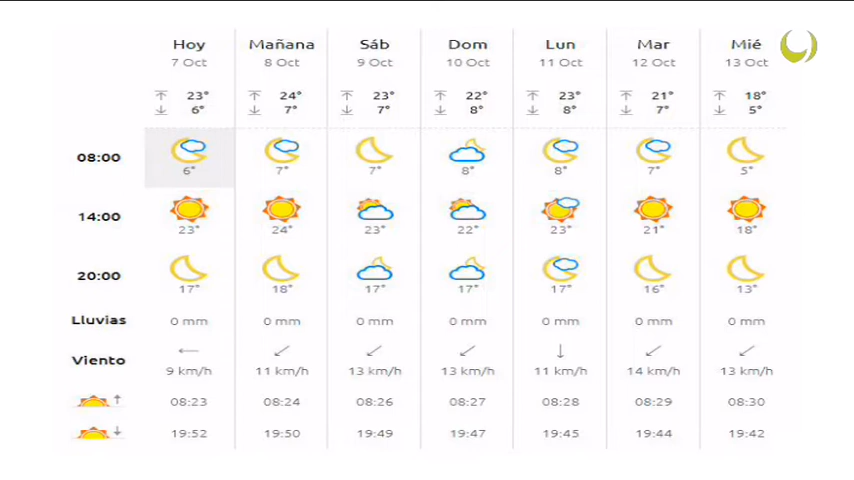 Hoy Mañana Sáb Dom Lun Mar Mié
7 Oct 8 Oct 9 Oct 10 Oct 11 Oct 12 Oct 13 Oct
23° 24° 23° 22° 23° 21° 18°
6° 7° 7° 8° 8° 7° 5°
08:00
6° 7° 7° 8° 8° 7° 5°
14:00
23° 24° 23° 22° 23° 21° 18°
20:00
17° 18° 17° 17° 17° 16° 13°
Lluvias 0 mm 0 mm 0 mm 0 mm 0 mm 0 mm 0 mm
Viento
9 km/h 11 km/h 13 km/h 13 km/h 11 km/h 14 km/h 13 km/h
08:23 08:24 08:26 08:27 08:28 08:29 08:30
19:52 19:50 19:49 19:47 19:45 19:44 19:42